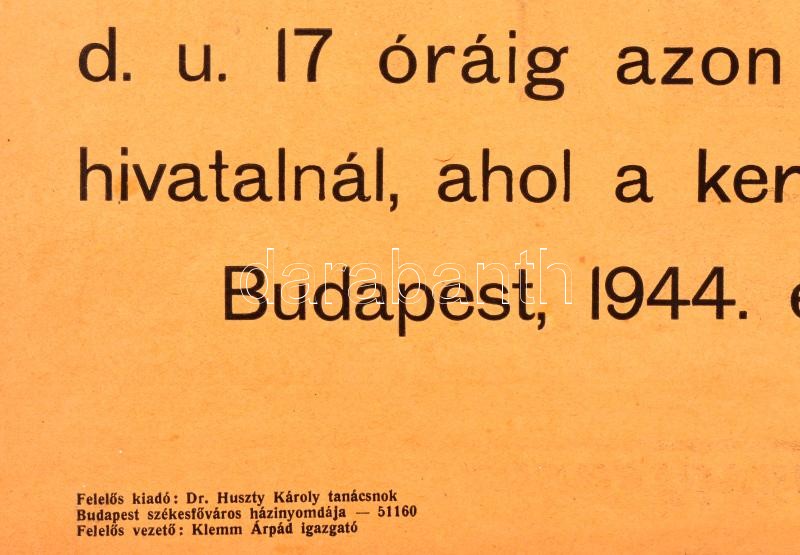 d. u. 17 óráig azon
hivatalnál, ahol a ker
darabanth
Budapest, 1944. e
Felelős kiadó: Dr. Huszty Károly tanácsnok
Budapest székesfőváros házinyomdája — 51160
Felelős vezető: Klemm Árpád igazgató